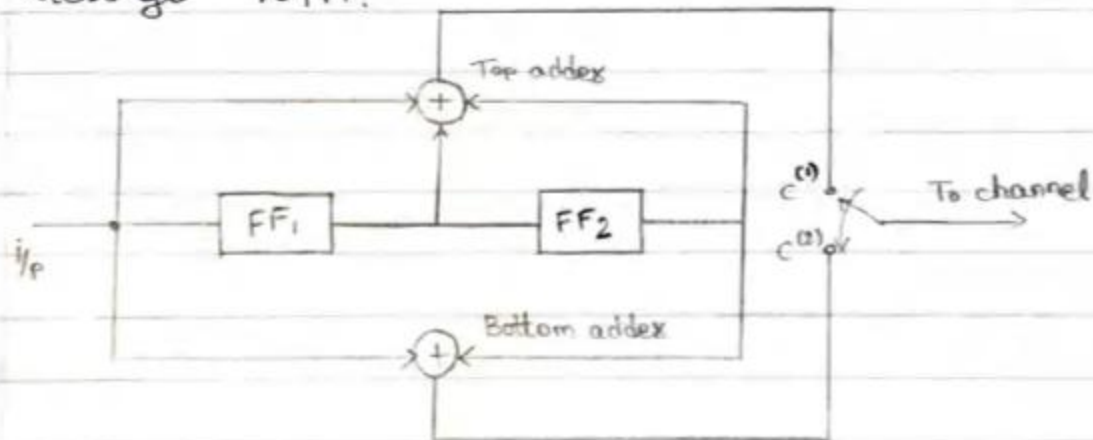 Top adder
+
FF1
FF2
C(1)
To channel
i/p
C(2)
Bottom adder
+